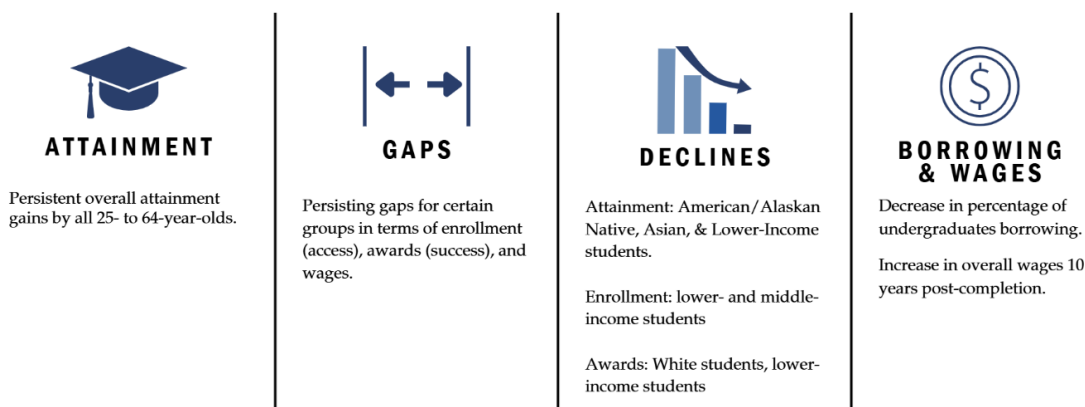 ATTAINMENT
Persistent overall attainment
gains by all 25- to 64-year-olds.
GAPS
Persisting gaps for certain
groups in terms of enrollment
(access), awards (success), and
wages.
DECLINES
Attainment: American/Alaskan
Native, Asian, & Lower-Income
students.
Enrollment: lower- and middle-
income students
Awards: White students, lower-
income students
$
BORROWING
& WAGES
Decrease in percentage of
undergraduates borrowing.
Increase in overall wages 10
years post-completion.